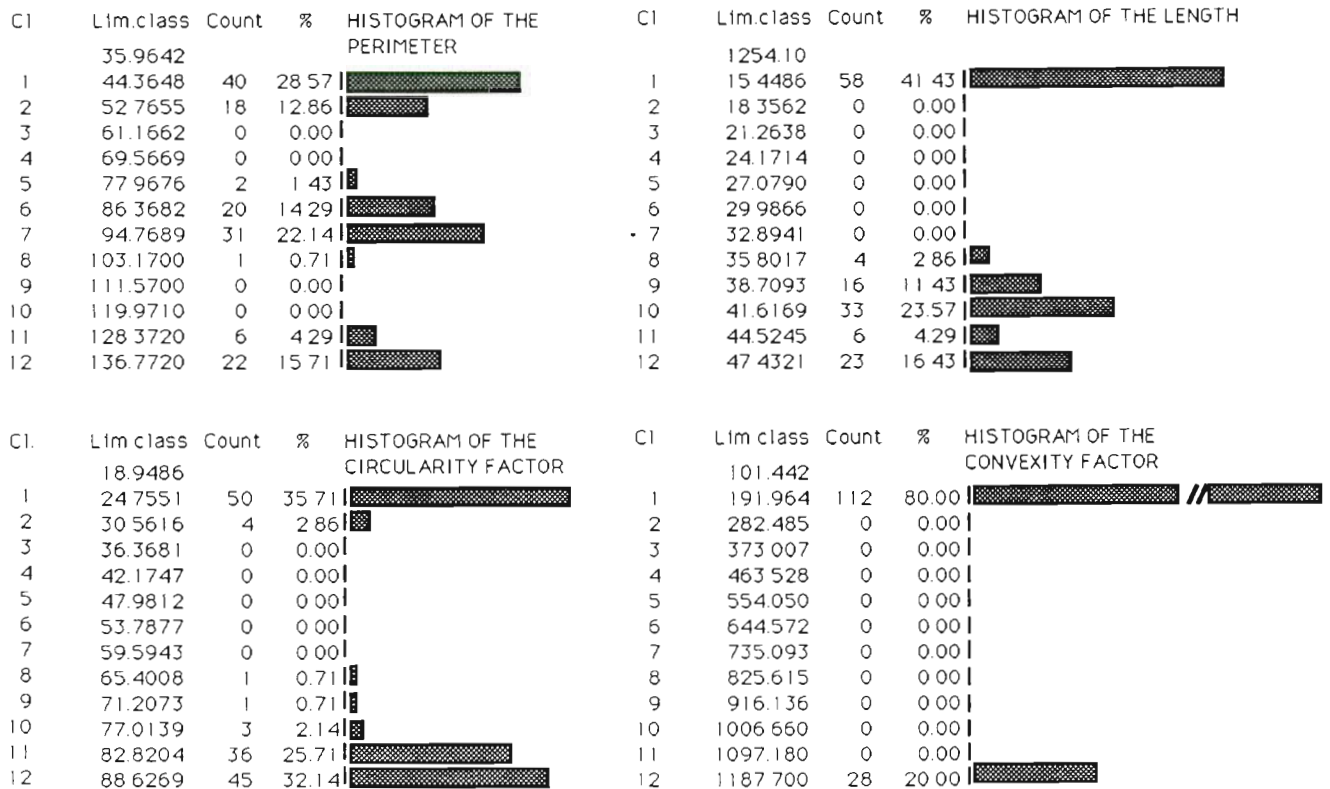 Cl Lim.class Count % HISTOGRAM OF THE
PERIMETER
35.9642
1 44.3648 40 28 57
2 52 7655 18 12.86
3 61.1662 0 0.00
4 69.5669 0 0 00
5 77 9676 2 1 43
6 86 3682 20 14 29
7 94.7689 31 22.14
8 103.1700 1 0.71
9 111.5700 0 0.00
10 119.9710 0 0 00
11 128 3720 6 4 29
12 136.7720 22 15 71
Cl Lim.class Count % HISTOGRAM OF THE LENGTH
1254.10
1 15 4486 58 41 43
2 18 3562 0 0.00
3 21.2638 0 0.00
4 24.1714 0 0 00
5 27.0790 0 0.00
6 29 9866 0 0.00
7 32.8941 0 0.00
8 35 8017 4 2 86
9 38.7093 16 11 43
10 41.6169 33 23.57
11 44.5245 6 4.29
12 47 4321 23 16 43
Cl. Lim class Count % HISTOGRAM OF THE
CIRCULARITY FACTOR
18.9486
1 24 7551 50 35 71
2 30 5616 4 2 86
3 36.3681 0 0.00
4 42.1747 0 0.00
5 47.9812 0 0 00
6 53.7877 0 0 00
7 59.5943 0 0 00
8 65.4008 1 0.71
9 71.2073 1 0.71
10 77.0139 3 2.14
11 82.8204 36 25.71
12 88 6269 45 32.14
Cl Lim class Count % HISTOGRAM OF THE
CONVEXITY FACTOR
101.442
1 191.964 112 80.00
2 282.485 0 0.00
3 373 007 0 0.00
4 463 528 0 0.00
5 554.050 0 0 00
6 644.572 0 0 00
7 735.093 0 0.00
8 825.615 0 0 00
9 916.136 0 0 00
10 1006 660 0 0.00
11 1097.180 0 0.00
12 1187 700 28 20 00